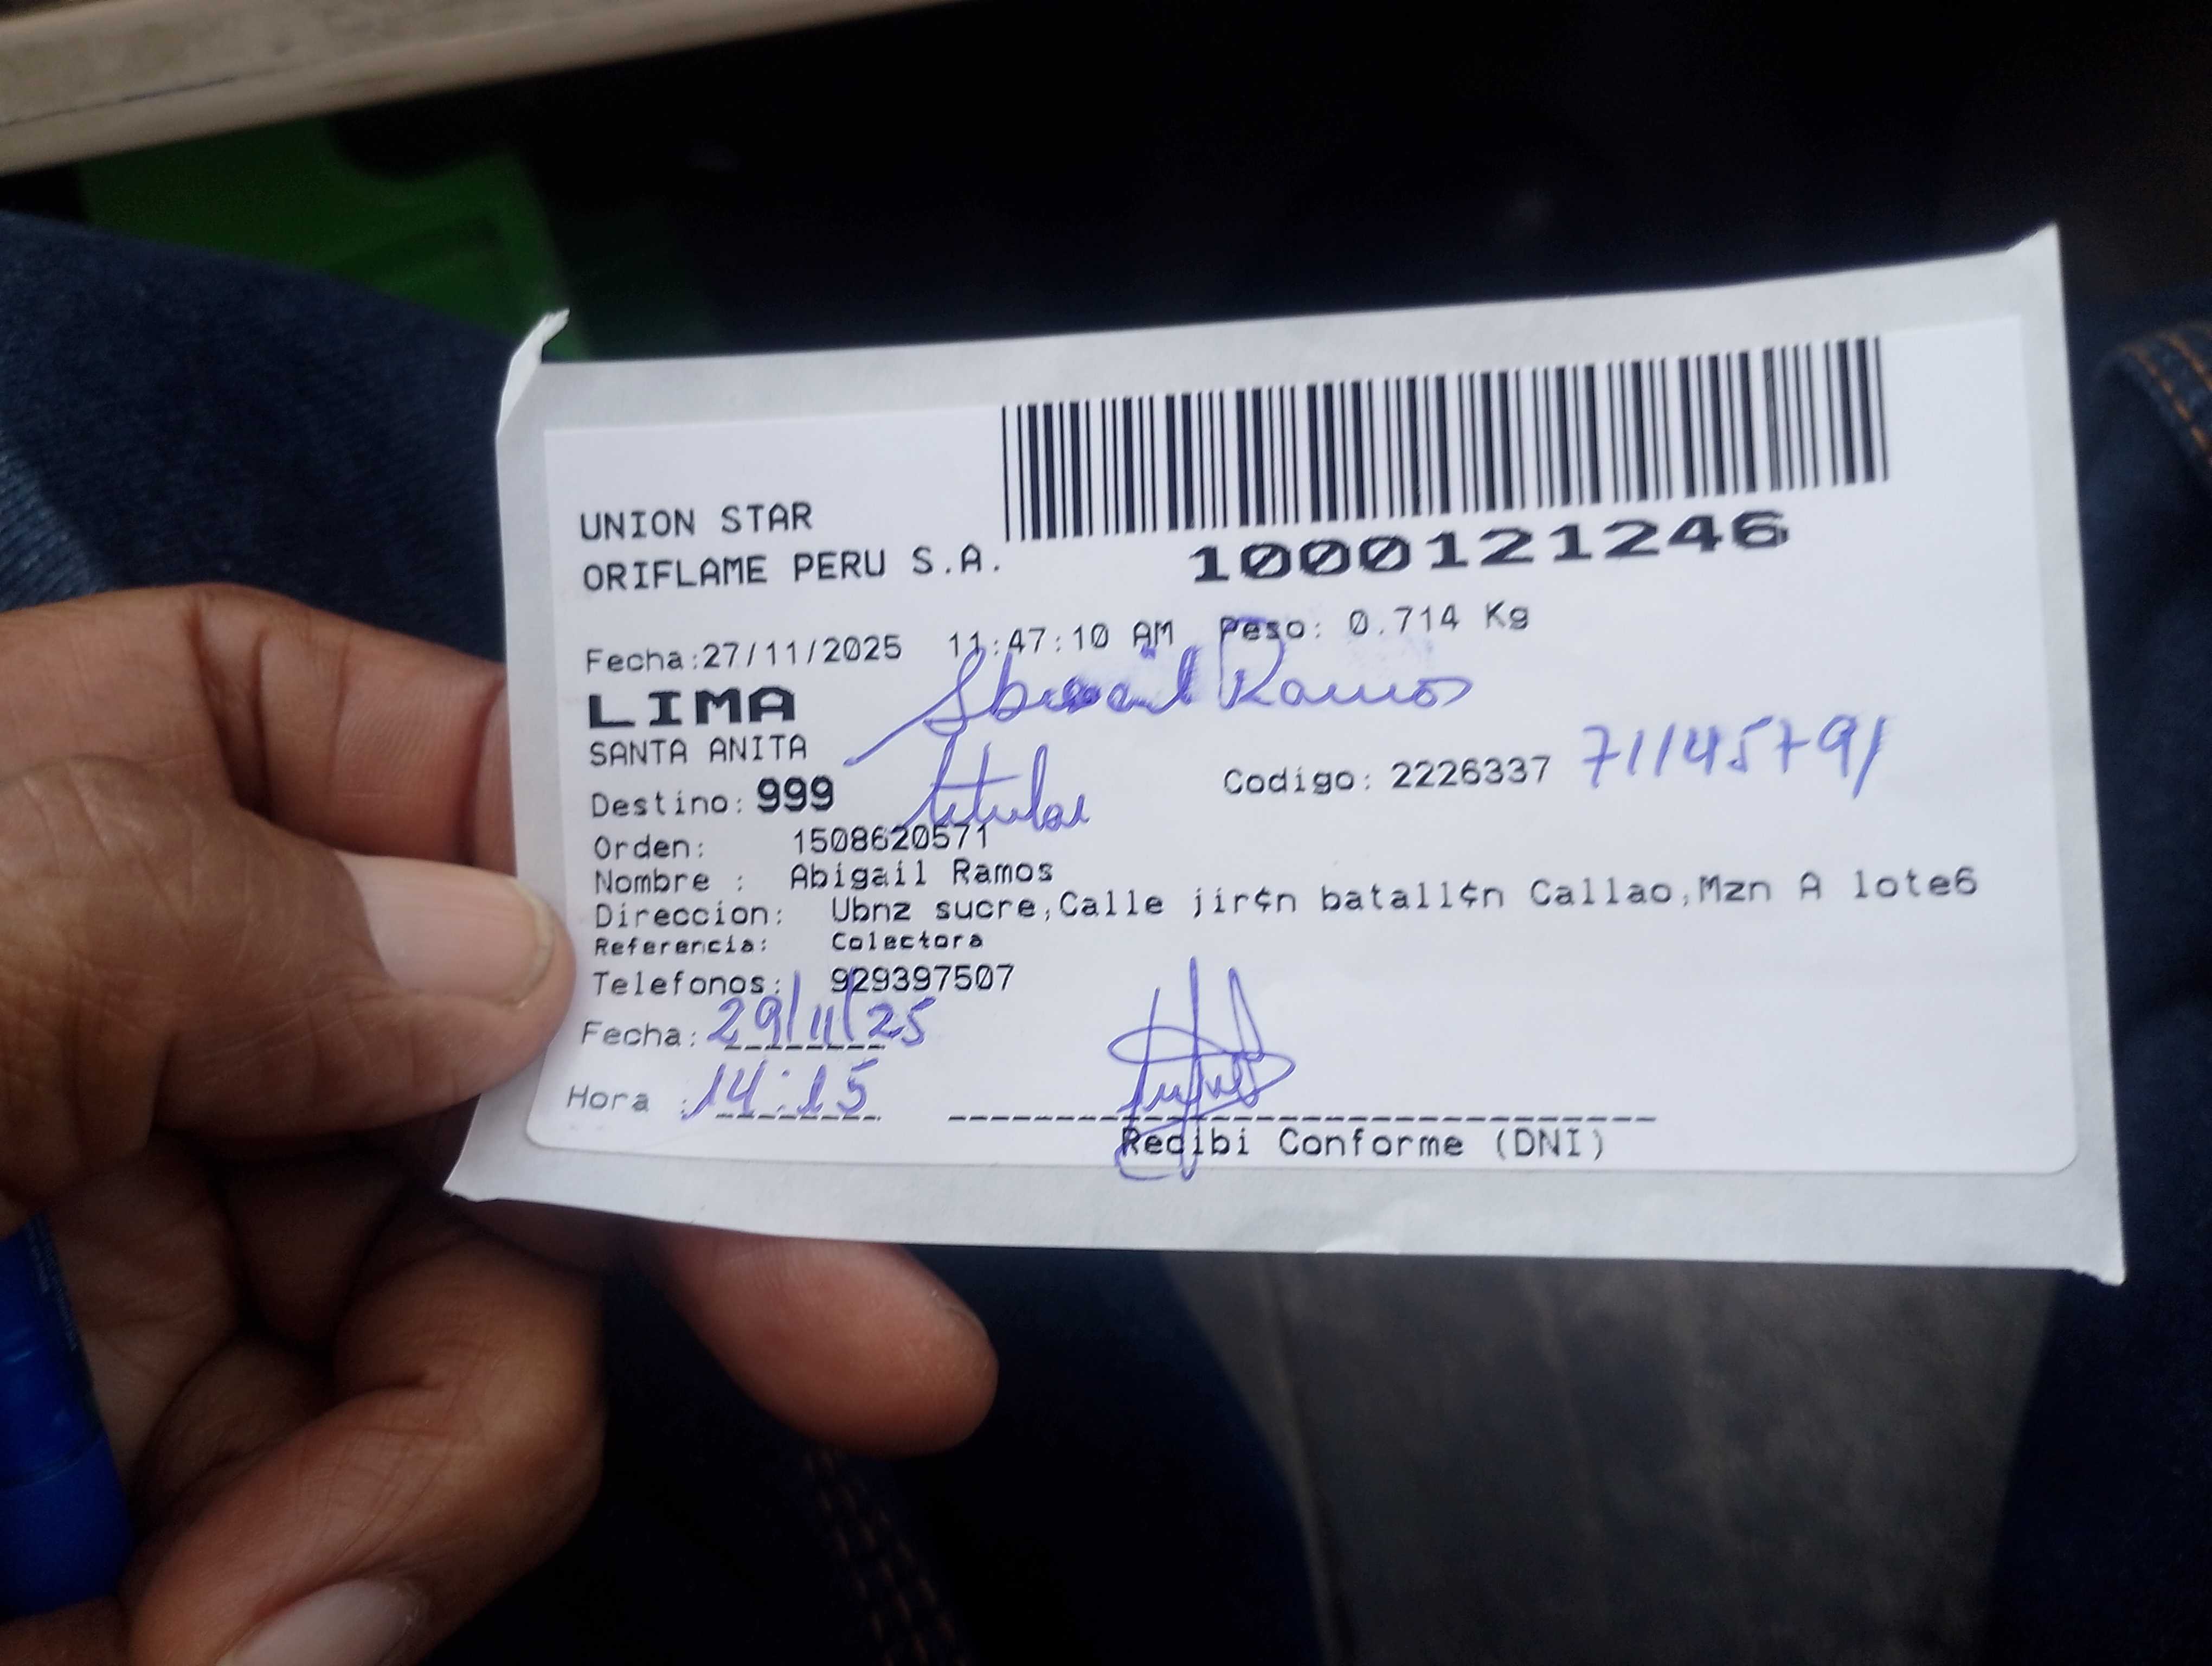 UNION STAR
ORIFLAME PERU S.A.
1000121246
Fecha:27/11/2025 11:47:10 AM Peso: 0.714 Kg
LIMA
Ramos
SANTA ANITA
titular
Destino: 999
Codigo: 2226337 71145791
Orden: 1508620571
Nombre : Abigail Ramos
Direccion: Ubnz sucre,Calle jir¢n batall¢n Callao,Mzn A lote6
Referencia: Colectora
Telefonos: 929397507
Fecha: 29/11/25
Hora : 14:15
Recibi Conforme (DNI)